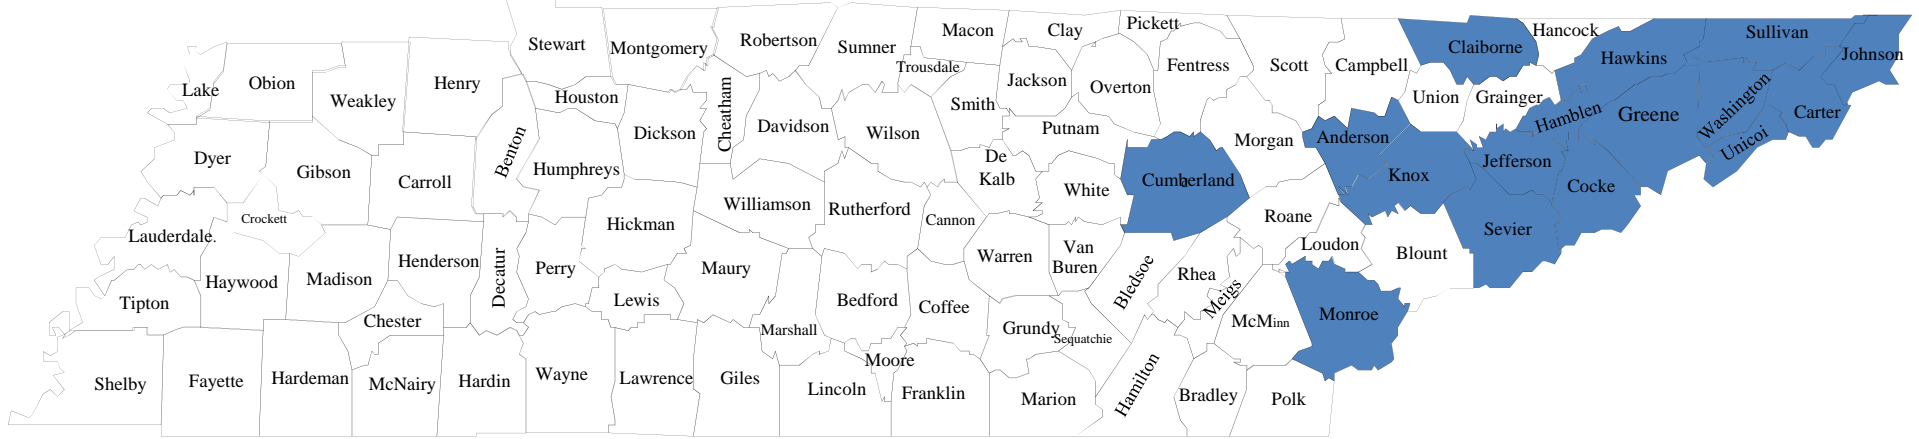 Stewart
Montgomery
Robertson
Sumner
Macon
Trousdale
Clay
Pickett
Fentress
Scott
Campbell
Claiborne
Hancock
Hawkins
Sullivan
Johnson
Lake
Obion
Weakley
Henry
Houston
Dickson
Cheatham
Davidson
Wilson
Smith
Jackson
Overton
Putnam
Morgan
Anderson
Union
Grainger
Hamblen
Greene
Washington
Unicoi
Carter
Dyer
Gibson
Carroll
Benton
Humphreys
De
Kalb
White
Cumberland
Knox
Jefferson
Cocke
Crockett
Lauderdale.
Haywood
Madison
Henderson
Decatur
Perry
Hickman
Williamson
Rutherford
Cannon
Warren
Van
Buren
Bledsoe
Rhea
Meigs
Roane
Loudon
Blount
Sevier
Tipton
Chester
Lewis
Maury
Marshall
Bedford
Coffee
Grundy
Sequatchie
McMinn
Monroe
Shelby
Fayette
Hardeman
McNairy
Hardin
Wayne
Lawrence
Giles
Lincoln
Moore
Franklin
Marion
Hamilton
Bradley
Polk